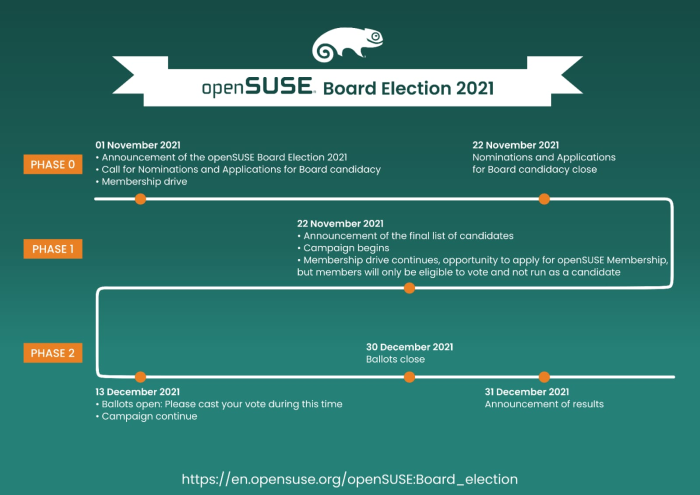 openSUSE Board Election 2021
PHASE 0
01 November 2021
• Announcement of the openSUSE Board Election 2021
• Call for Nominations and Applications for Board candidacy
• Membership drive
22 November 2021
Nominations and Applications
for Board candidacy close
PHASE 1
22 November 2021
• Announcement of the final list of candidates
• Campaign begins
• Membership drive continues, opportunity to apply for openSUSE Membership,
but members will only be eligible to vote and not run as a candidate
PHASE 2
30 December 2021
Ballots close
13 December 2021
• Ballots open: Please cast your vote during this time
• Campaign continue
31 December 2021
Announcement of results
https://en.opensuse.org/openSUSE:Board_election